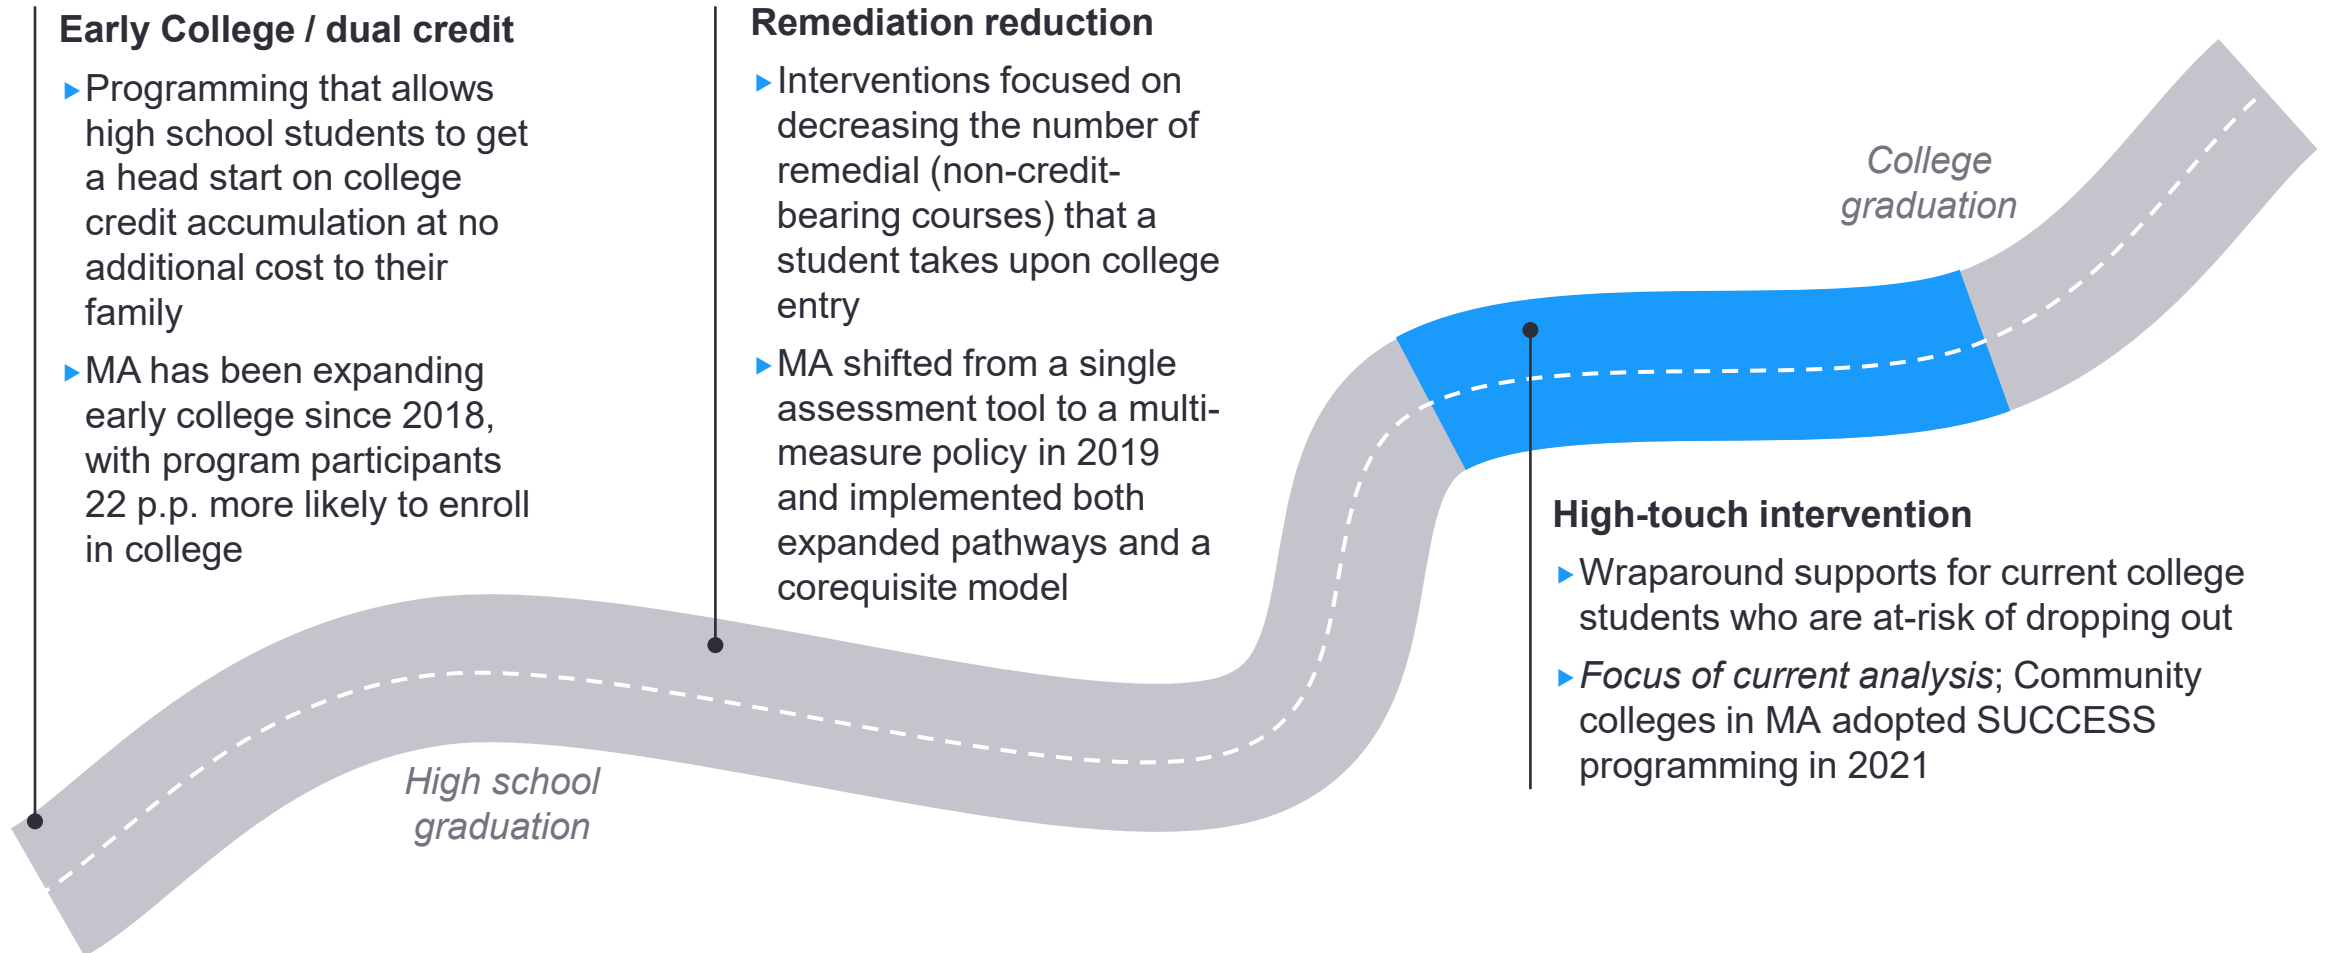 Early College / dual credit
Programming that allows
high school students to get
a head start on college
credit accumulation at no
additional cost to their
family
MA has been expanding
early college since 2018,
with program participants
22 p.p. more likely to enroll
in college
Remediation reduction
Interventions focused on
decreasing the number of
remedial (non-credit-
bearing courses) that a
student takes upon college
entry
MA shifted from a single
assessment tool to a multi-
measure policy in 2019
and implemented both
expanded pathways and a
corequisite model
High school
graduation
College
graduation
High-touch intervention
Wraparound supports for current college
students who are at-risk of dropping out
Focus of current analysis; Community
colleges in MA adopted SUCCESS
programming in 2021